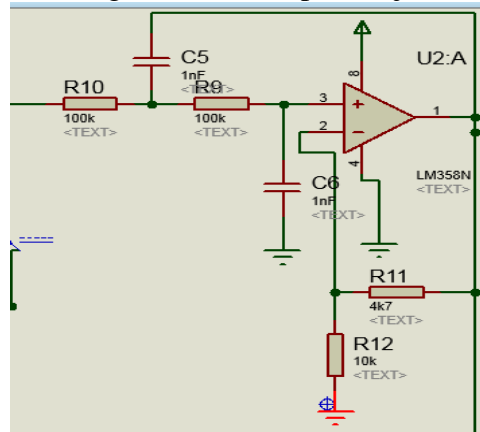 C5
1nF
<TEXT>
R10
100k
<TEXT>
R9
100k
<TEXT>
3
2
8
4
1
U2:A
LM358N
<TEXT>
C6
1nF
<TEXT>
R11
4k7
<TEXT>
R12
10k
<TEXT>